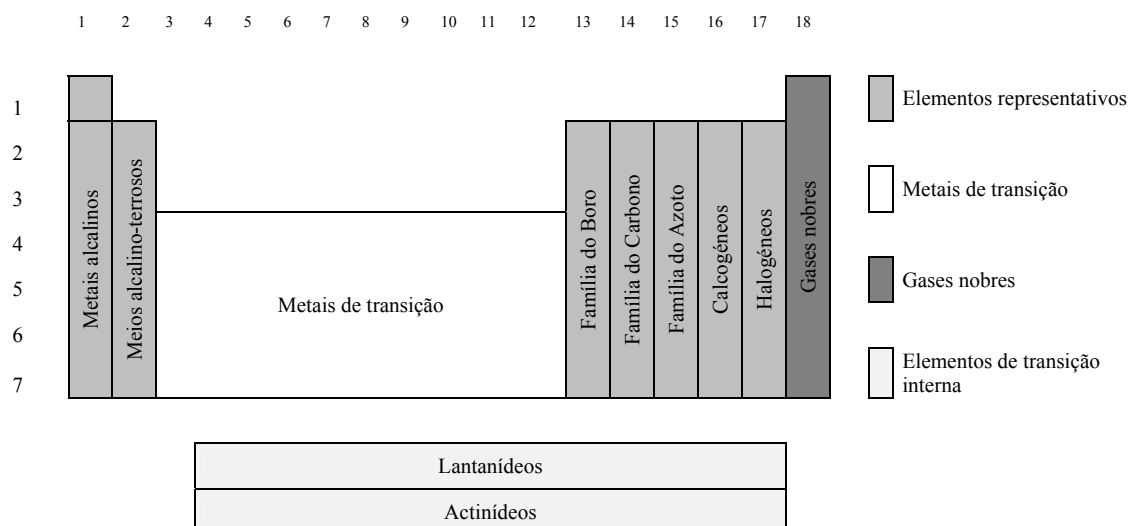 1 2 3 4 5 6 7 8 9 10 11 12 13 14 15 16 17 18
1
2
3
4
5
6
7
Metais alcalinos
Meios alcalino-terrosos
Metais de transição
Família do Boro
Família do Carbono
Família do Azoto
Calcogéneos
Halogéneos
Gases nobres
Elementos representativos
Metais de transição
Gases nobres
Elementos de transição
interna
Lantanídeos
Actinídeos